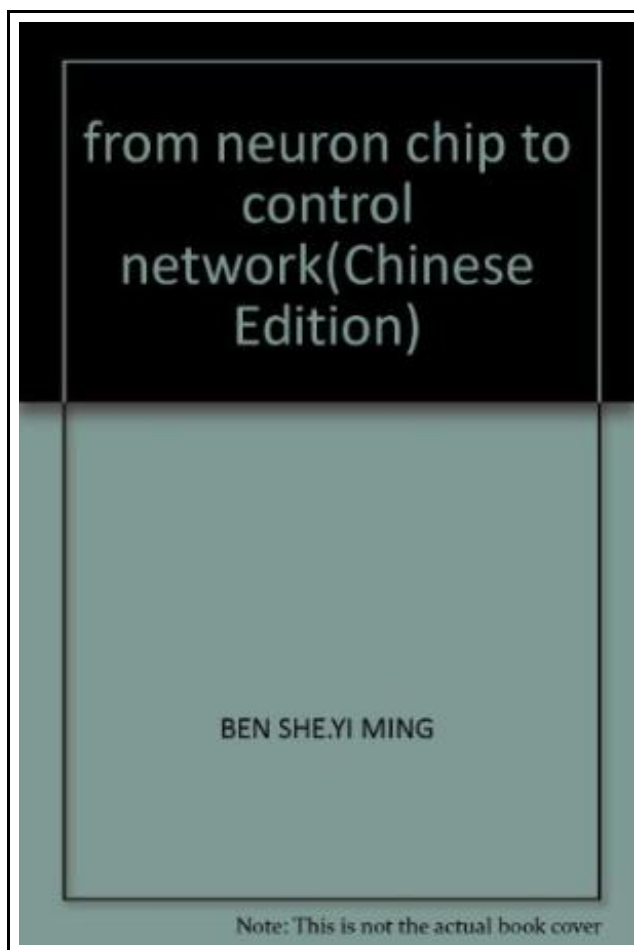 from neuron chip to
control
network(Chinese
Edition)
BEN SHE.YI MING
Note: This is not the actual book cover